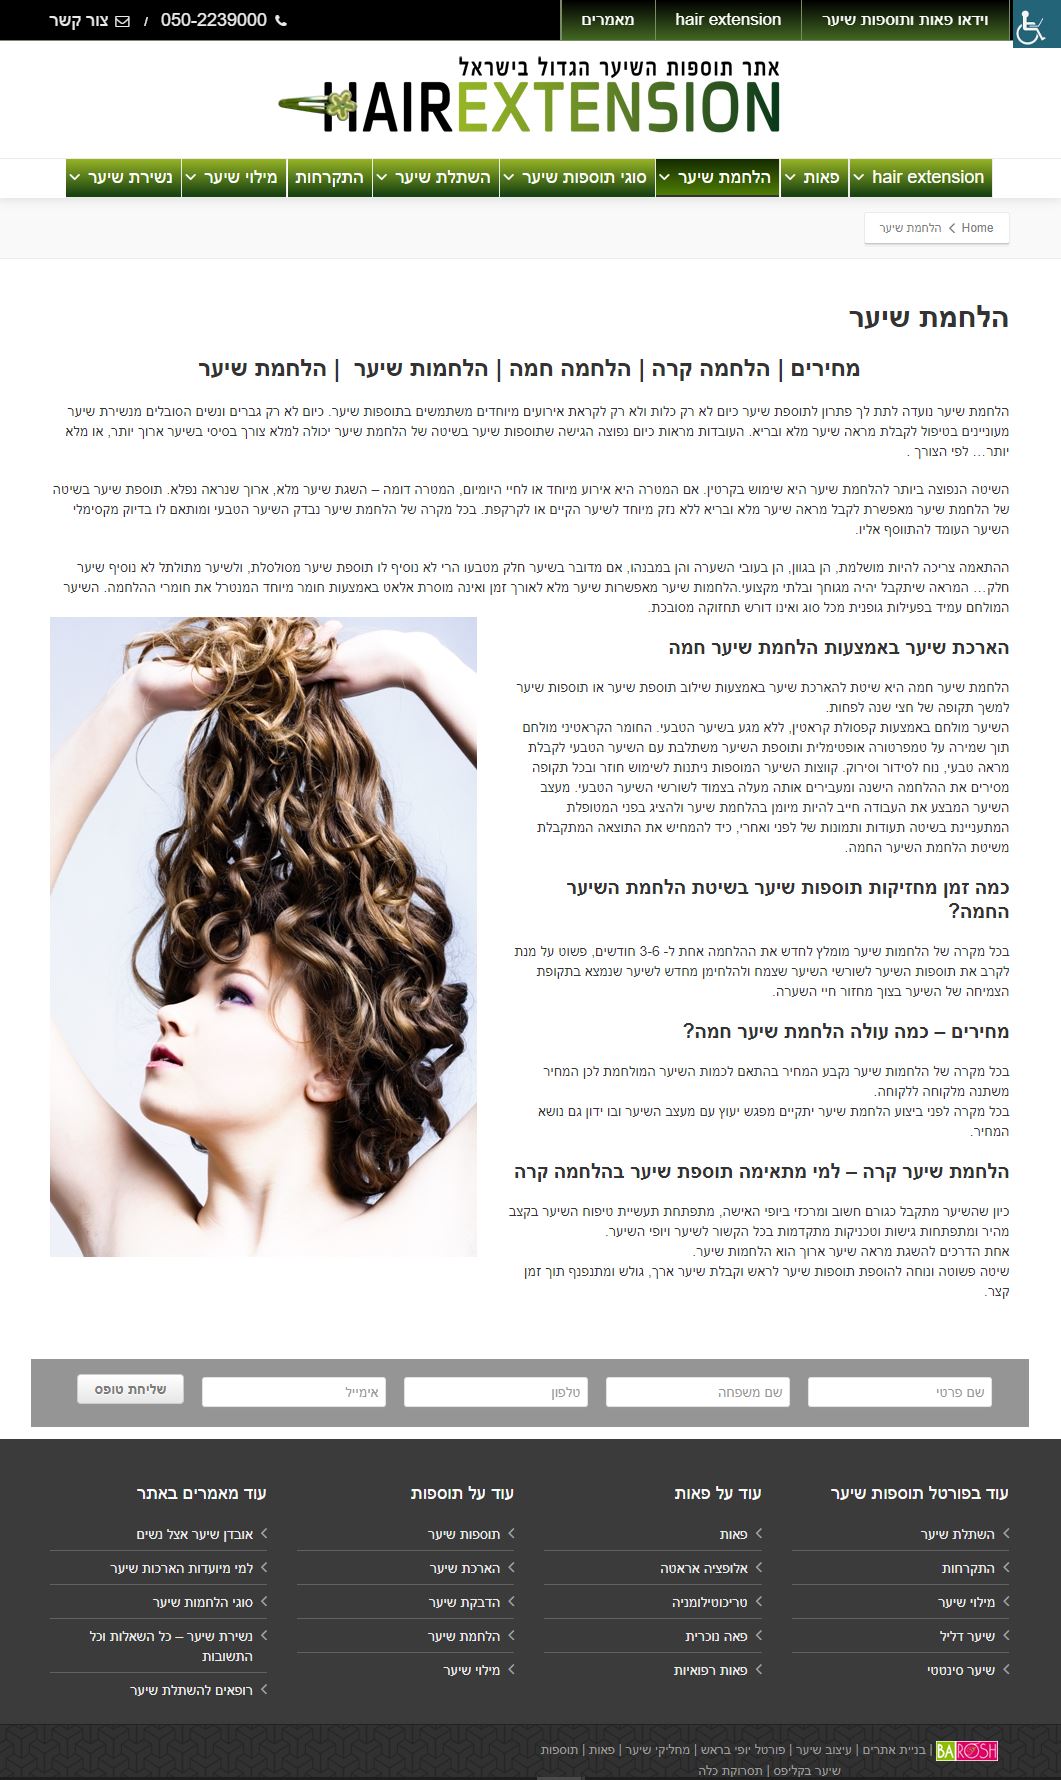 וידאו פאות ותוספות שיער
hair extension
מאמרים
050-2239000 / צור קשר
אתר תוספות השיער הגדול בישראל
HAIREXTENSION
hair extension
פאות
הלחמת שיער
סוגי תוספות שיער
השתלת שיער
התקרחות
מילוי שיער
נשירת שיער
Home
הלחמת שיער
הלחמת שיער
מחירים | הלחמה קרה | הלחמה חמה | הלחמות שיער | הלחמת שיער
הלחמת שיער נועדה לתת לך פתרון לתוספת שיער כיום לא רק כלות ולא רק לקראת אירועים מיוחדים משתמשים בתוספות שיער. כיום לא רק גברים ונשים הסובלים מנשירת שיער
מעוניינים בטיפול לקבלת מראה שיער מלא ובריא. העובדות מראות כיום נפוצה הגישה שתוספות שיער בשיטה של הלחמת שיער יכולה למלא צורך בסיסי בשיער ארוך יותר, או מלא
יותר... לפי הצורך .
השיטה הנפוצה ביותר להלחמת שיער היא שימוש בקרטין. אם המטרה היא אירוע מיוחד או לחיי היומיום, המטרה דומה – השגת שיער מלא, ארוך שנראה נפלא. תוספת שיער בשיטה
של הלחמת שיער מאפשרת לקבל מראה שיער מלא ובריא ללא נזק מיוחד לשיער הקיים או לקרקפת. בכל מקרה של הלחמת שיער נבדק השיער הטבעי ומותאם לו בדיוק מקסימלי
השיער העומד להתווסף אליו.
ההתאמה צריכה להיות מושלמת, הן בגוון, הן בעובי השערה והן במבנהו, אם מדובר בשיער חלק מטבעו הרי לא נוסיף לו תוספת שיער מסולסלת, ולשיער מתולתל לא נוסיף שיער
חלק... המראה שיתקבל יהיה מגוחך ובלתי מקצועי.הלחמות שיער מאפשרות שיער מלא לאורך זמן ואינה מוסרת אלאט באמצעות חומר מיוחד המנטרל את חומרי ההלחמה. השיער
המולחם עמיד בפעילות גופנית מכל סוג ואינו דורש תחזוקה מסובכת.
הארכת שיער באמצעות הלחמת שיער חמה
הלחמת שיער חמה היא שיטת להארכת שיער באמצעות שילוב תוספת שיער או תוספות שיער
למשך תקופה של חצי שנה לפחות.
השיער מולחם באמצעות קפסולת קראטין, ללא מגע בשיער הטבעי. החומר הקראטיני מולחם
תוך שמירה על טמפרטורה אופטימלית ותוספת השיער משתלבת עם השיער הטבעי לקבלת
מראה טבעי, נוח לסידור וסירוק. קווצות השיער המוספות ניתנות לשימוש חוזר ובכל תקופה
מסירים את ההלחמה הישנה ומעבירים אותה מעלה בצמוד לשורשי השיער הטבעי. מעצב
השיער המבצע את העבודה חייב להיות מיומן בהלחמת שיער ולהציג בפני המטופלת
המתעניינת בשיטה תעודות ותמונות של לפני ואחרי, כיד להמחיש את התוצאה המתקבלת
משיטת הלחמת השיער החמה.
כמה זמן מחזיקות תוספות שיער בשיטת הלחמת השיער
החמה?
בכל מקרה של הלחמות שיער מומלץ לחדש את ההלחמה אחת ל- 3-6 חודשים, פשוט על מנת
לקרב את תוספות השיער לשורשי השיער שצמח ולהלחימן מחדש לשיער שנמצא בתקופת
הצמיחה של השיער בצוך מחזור חיי השערה.
מחירים – כמה עולה הלחמת שיער חמה?
בכל מקרה של הלחמות שיער נקבע המחיר בהתאם לכמות השיער המולחמת לכן המחיר
משתנה מלקוחה ללקוחה.
בכל מקרה לפני ביצוע הלחמת שיער יתקיים מפגש יעוץ עם מעצב השיער ובו ידון גם נושא
המחיר.
הלחמת שיער קרה – למי מתאימה תוספת שיער בהלחמה קרה
כיון שהשיער מתקבל כגורם חשוב ומרכזי ביופי האישה, מתפתחת תעשיית טיפוח השיער בקצב
מהיר ומתפתחות גישות וטכניקות מתקדמות בכל הקשור לשיער ויופי השיער.
אחת הדרכים להשגת מראה שיער ארוך הוא הלחמות שיער.
שיטה פשוטה ונוחה להוספת תוספות שיער לראש וקבלת שיער ארך, גולש ומתנפנף תוך זמן
קצר.
שם פרטי
שם משפחה
טלפון
אימייל
שליחת טופס
עוד בפורטל תוספות שיער
השתלת שיער
התקרחות
מילוי שיער
שיער דליל
שיער סינטטי
עוד על פאות
פאות
אלופציה אראטה
טריכוטילומניה
פאה נוכרית
פאות רפואיות
עוד על תוספות
תוספות שיער
הארכת שיער
הדבקת שיער
הלחמת שיער
מילוי שיער
עוד מאמרים באתר
אובדן שיער אצל נשים
למי מיועדות הארכות שיער
סוגי הלחמות שיער
נשירת שיער – כל השאלות וכל
התשובות
רופאים להשתלת שיער
BAROSH | בניית אתרים | עיצוב שיער | פורטל יופי בראש | מחליקי שיער | פאות | תוספות
שיער בקליפס | תסרוקת כלה